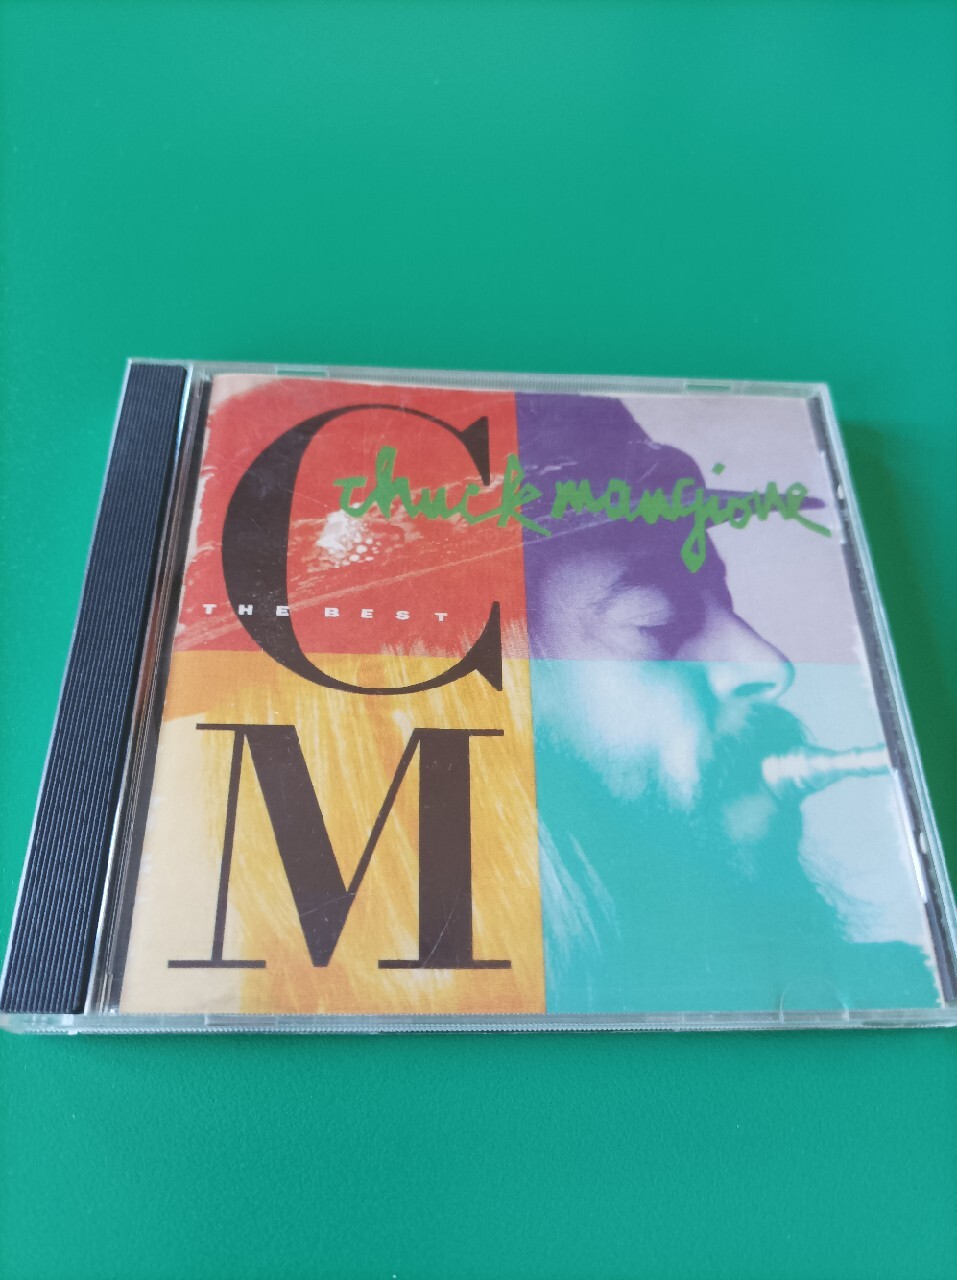 C
chuck mangione
THE BEST
M